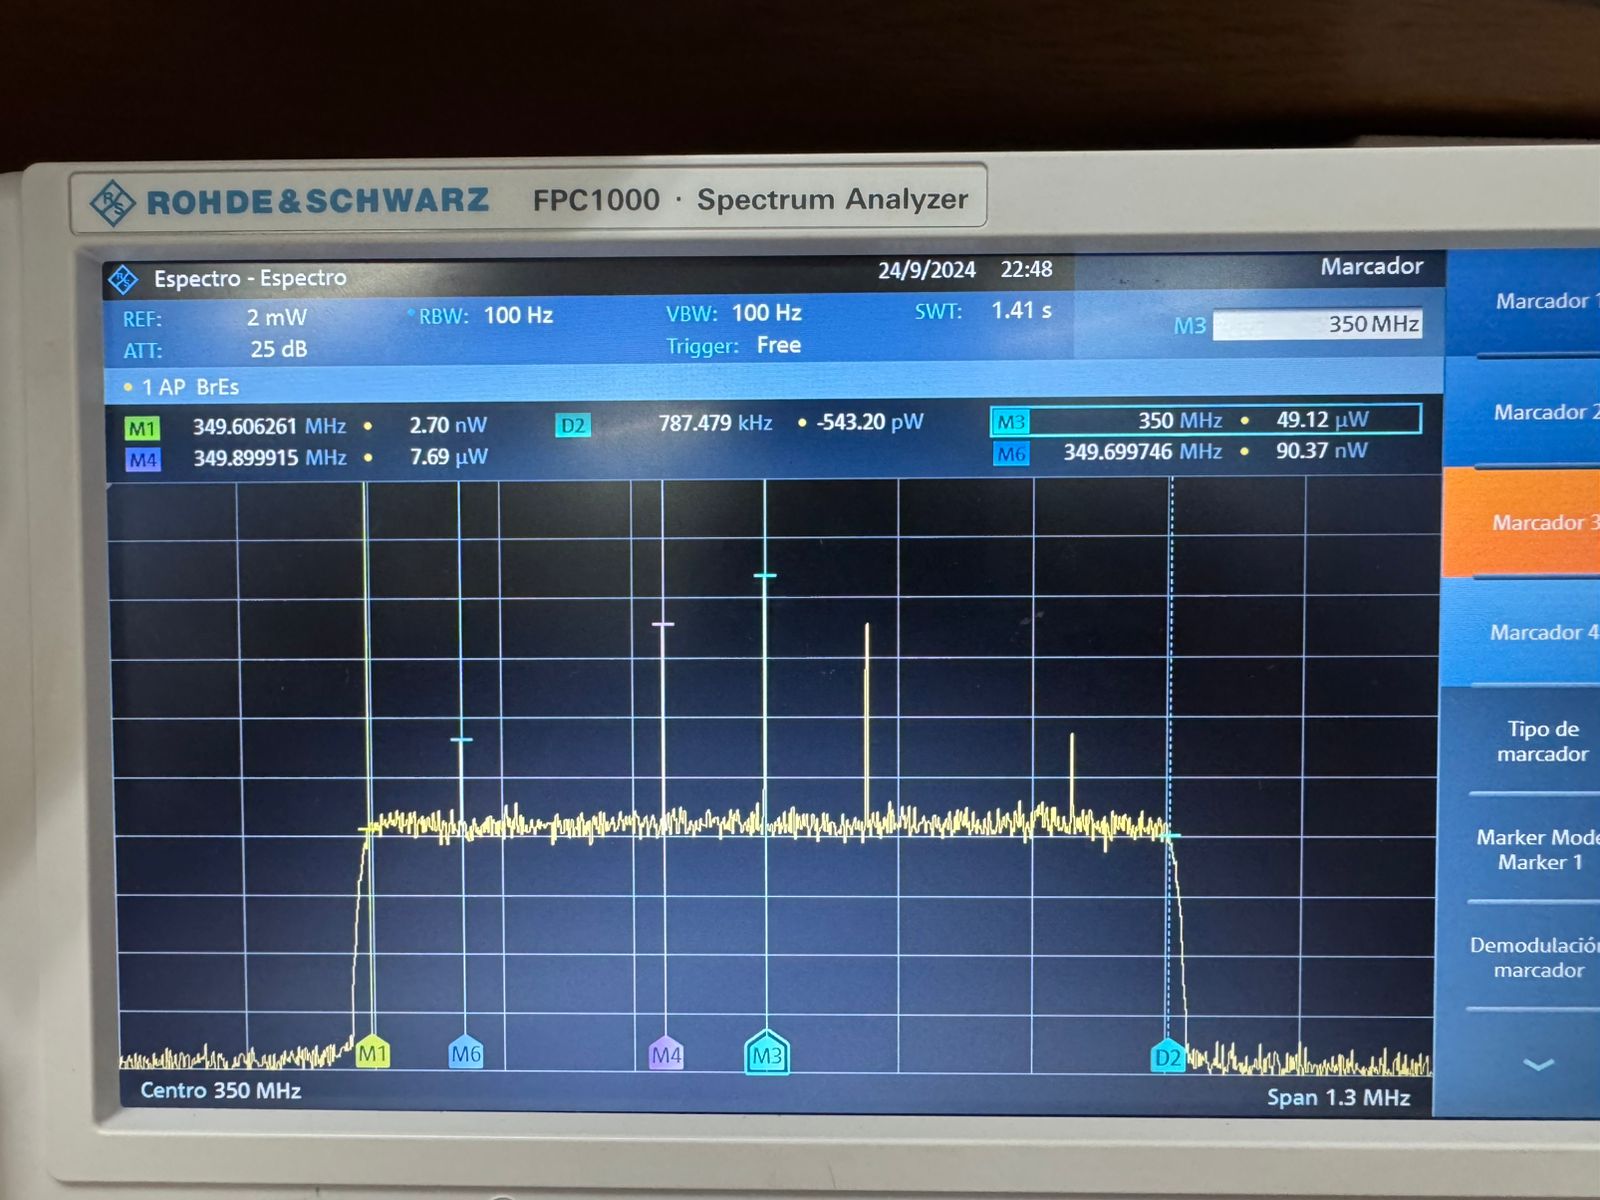 ROHDE & SCHWARZ FPC1000 · Spectrum Analyzer
Espectro - Espectro 24/9/2024 22:48 Marcador
REF: 2 mW RBW: 100 Hz VBW: 100 Hz SWT: 1.41 s
ATT: 25 dB Trigger: Free
M3 350 MHz
1 AP BrEs
M1 349.606261 MHz • 2.70 nW D2 787.479 kHz • -543.20 pW M3 350 MHz • 49.12 µW
M4 349.899915 MHz • 7.69 µW M6 349.699746 MHz • 90.37 nW
M1 M6 M4 M3 D2
Centro 350 MHz Span 1.3 MHz
Marcador 1
Marcador 2
Marcador 3
Marcador 4
Tipo de
marcador
Marker Mode
Marker 1
Demodulación
marcador